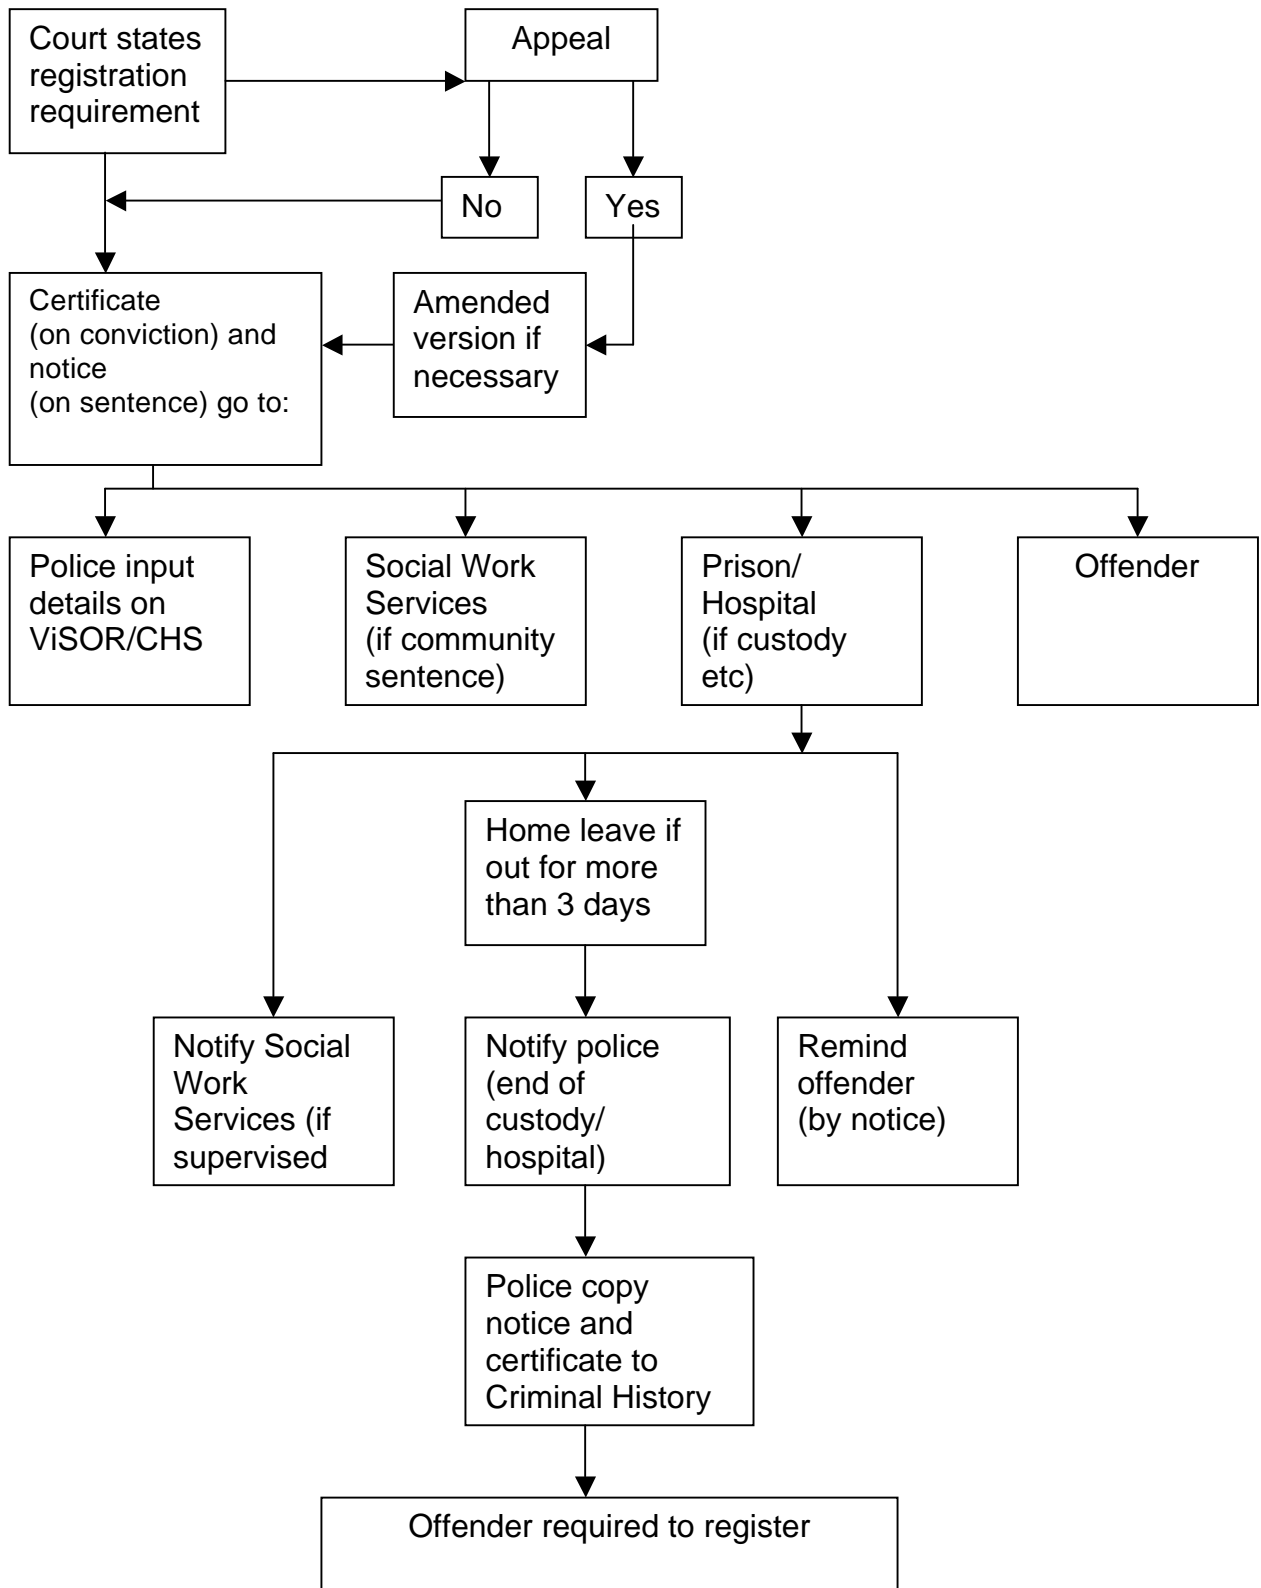 Court states
registration
requirement
Appeal
No
Yes
Certificate
(on conviction) and
notice
(on sentence) go to:
Amended
version if
necessary
Police input
details on
ViSOR/CHS
Social Work
Services
(if community
sentence)
Prison/
Hospital
(if custody
etc)
Offender
Home leave if
out for more
than 3 days
Notify Social
Work
Services (if
supervised
Notify police
(end of
custody/
hospital)
Remind
offender
(by notice)
Police copy
notice and
certificate to
Criminal History
Offender required to register